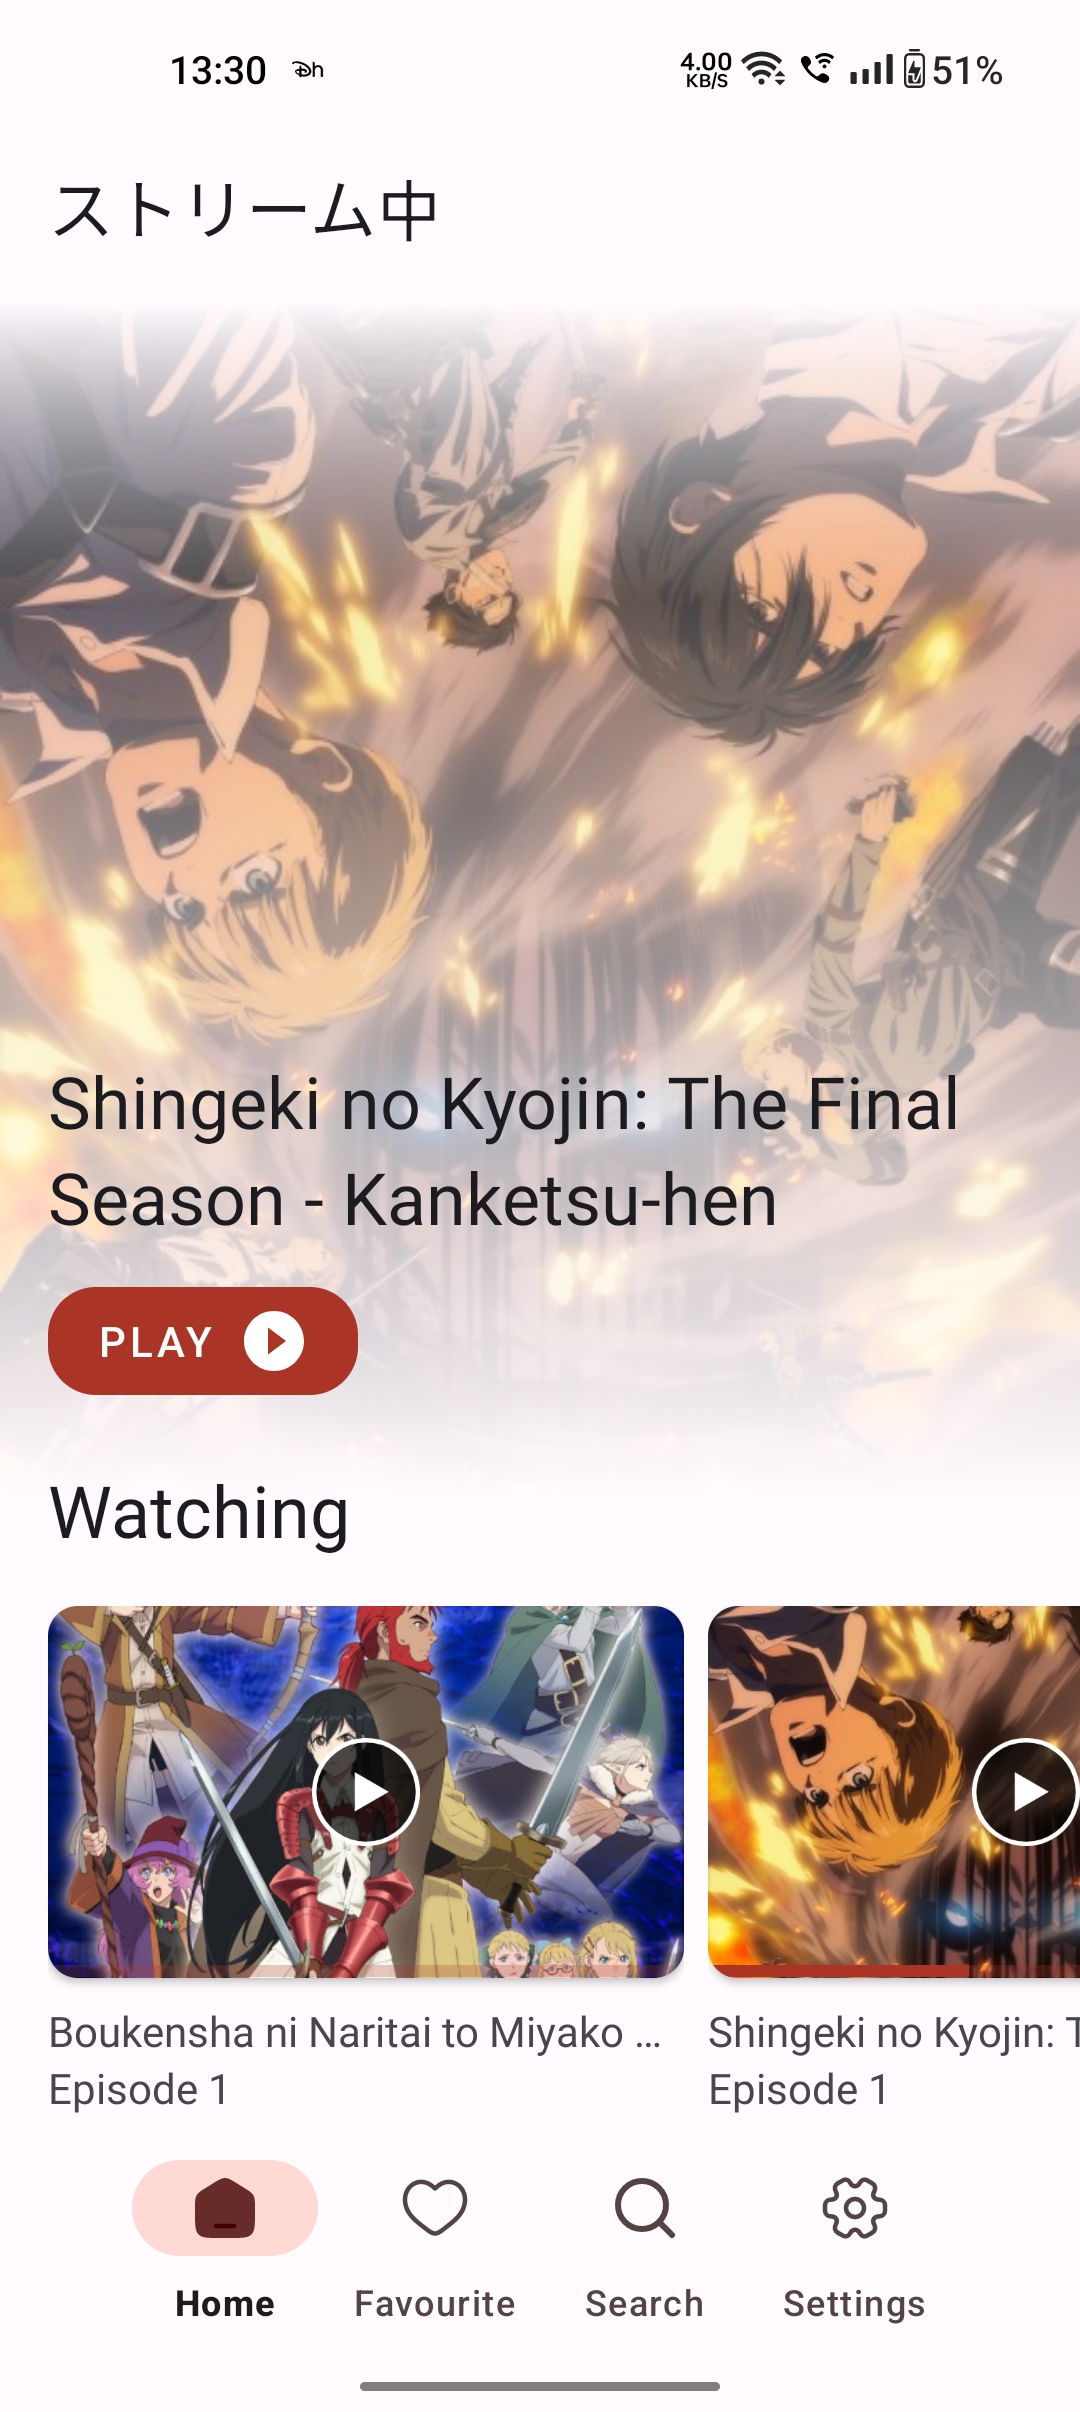 13:30
4.00
KB/S
51%
ストリーム中
Shingeki no Kyojin: The Final
Season - Kanketsu-hen
PLAY
Watching
Boukensha ni Naritai to Miyako ...
Episode 1
Shingeki no Kyojin: T
Episode 1
Home
Favourite
Search
Settings